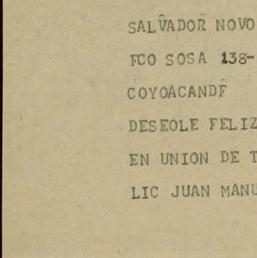 SALVADOR NOVO
FCO SOSA 138-
COYOACANDF
DESEOLE FELIZ
EN UNION DE T
LIC JUAN MANU